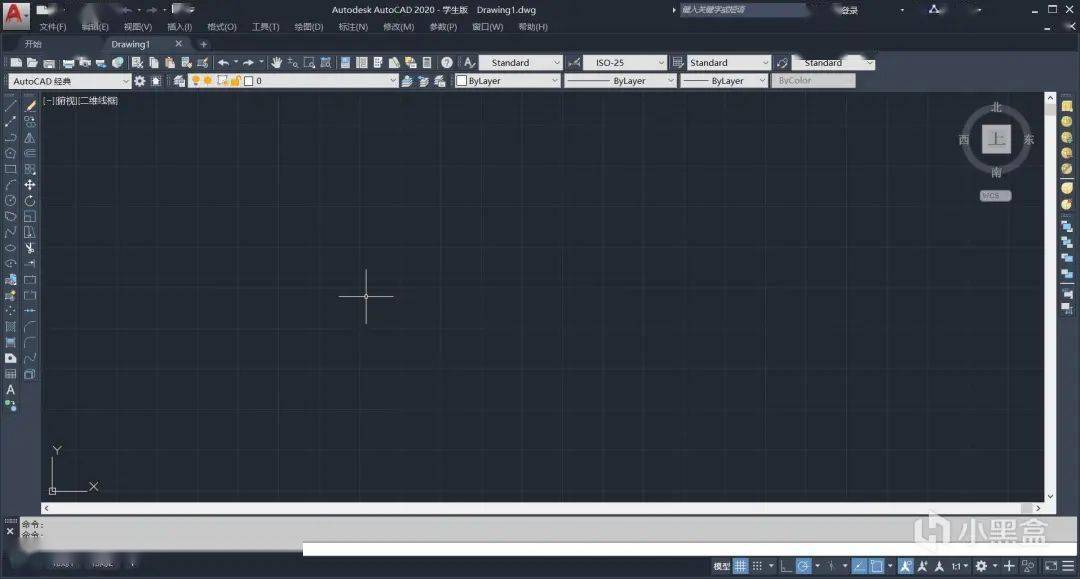 Autodesk AutoCAD 2020 - 学生版 Drawing1.dwg 键入关键字或短语 登录
文件(F) 编辑(E) 视图(V) 插入(I) 格式(O) 工具(T) 绘图(D) 标注(N) 修改(M) 参数(P) 窗口(W) 帮助(H)
开始 Drawing1
Standard ISO-25 Standard Standard
AutoCAD 经典 0 ByLayer ByLayer ByLayer ByColor
[-][俯视][二维线框]
北
西 上 东
南
WCS
A
Y
X
命令:
命令:
小黑盒
模型 1:1